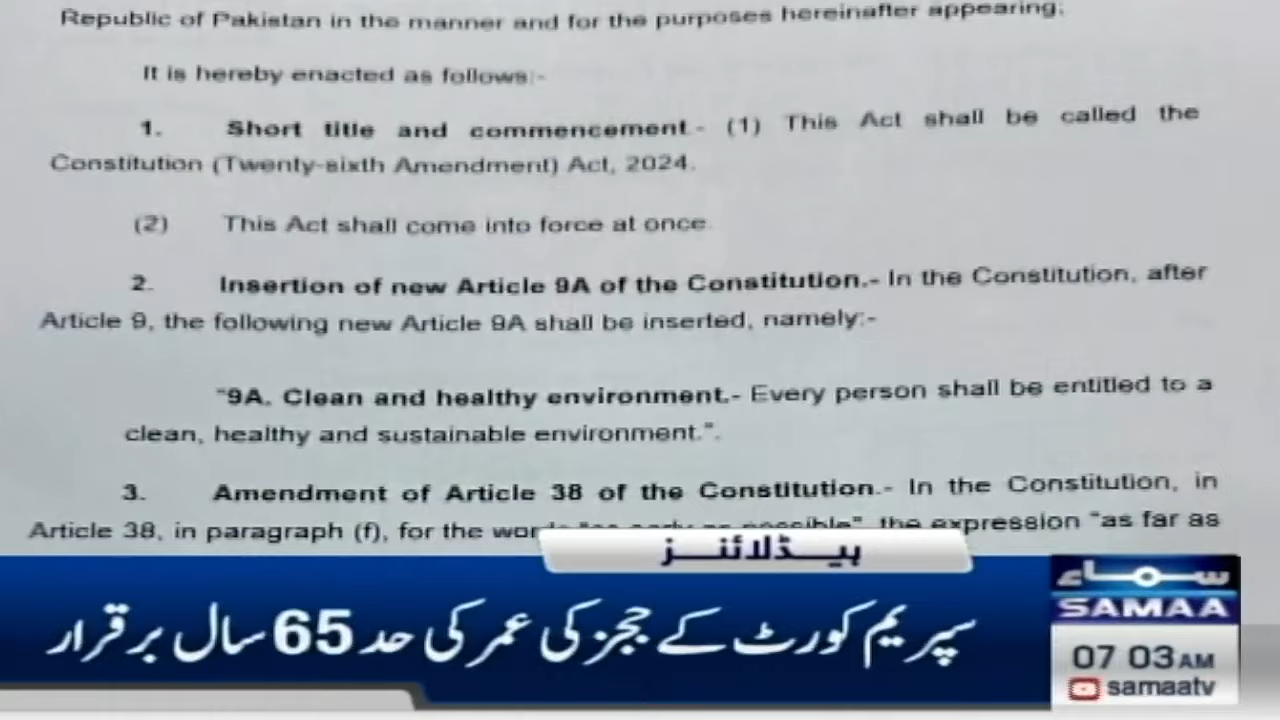 Republic of Pakistan in the manner and for the purposes hereinafter appearing;
It is hereby enacted as follows:-
1. Short title and commencement.- (1) This Act shall be called the
Constitution (Twenty-sixth Amendment) Act, 2024.
(2) This Act shall come into force at once.
2. Insertion of new Article 9A of the Constitution.- In the Constitution, after
Article 9, the following new Article 9A shall be inserted, namely:-
"9A. Clean and healthy environment.- Every person shall be entitled to a
clean, healthy and sustainable environment.".
3. Amendment of Article 38 of the Constitution.- In the Constitution, in
Article 38, in paragraph (f), for the the expression "as far as
ہیڈلائنز
سپریم کورٹ کے ججز کی عمر کی حد 65 سال برقرار
سماء
SAMAA
07 03 AM
samaatv